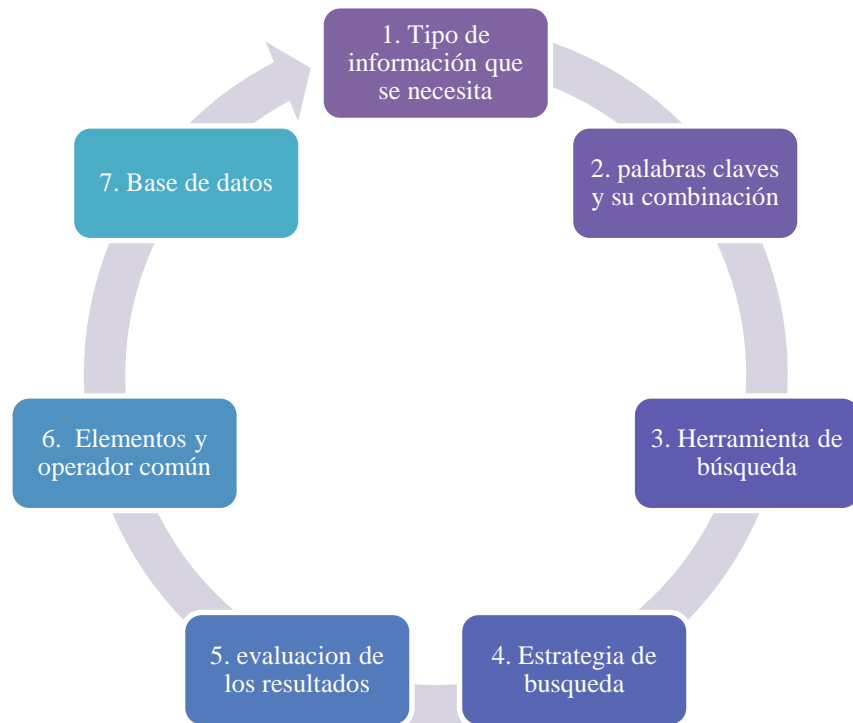 1. Tipo de
información que
se necesita
2. palabras claves
y su combinación
3. Herramienta de
búsqueda
4. Estrategia de
busqueda
5. evaluacion de
los resultados
6. Elementos y
operador común
7. Base de datos